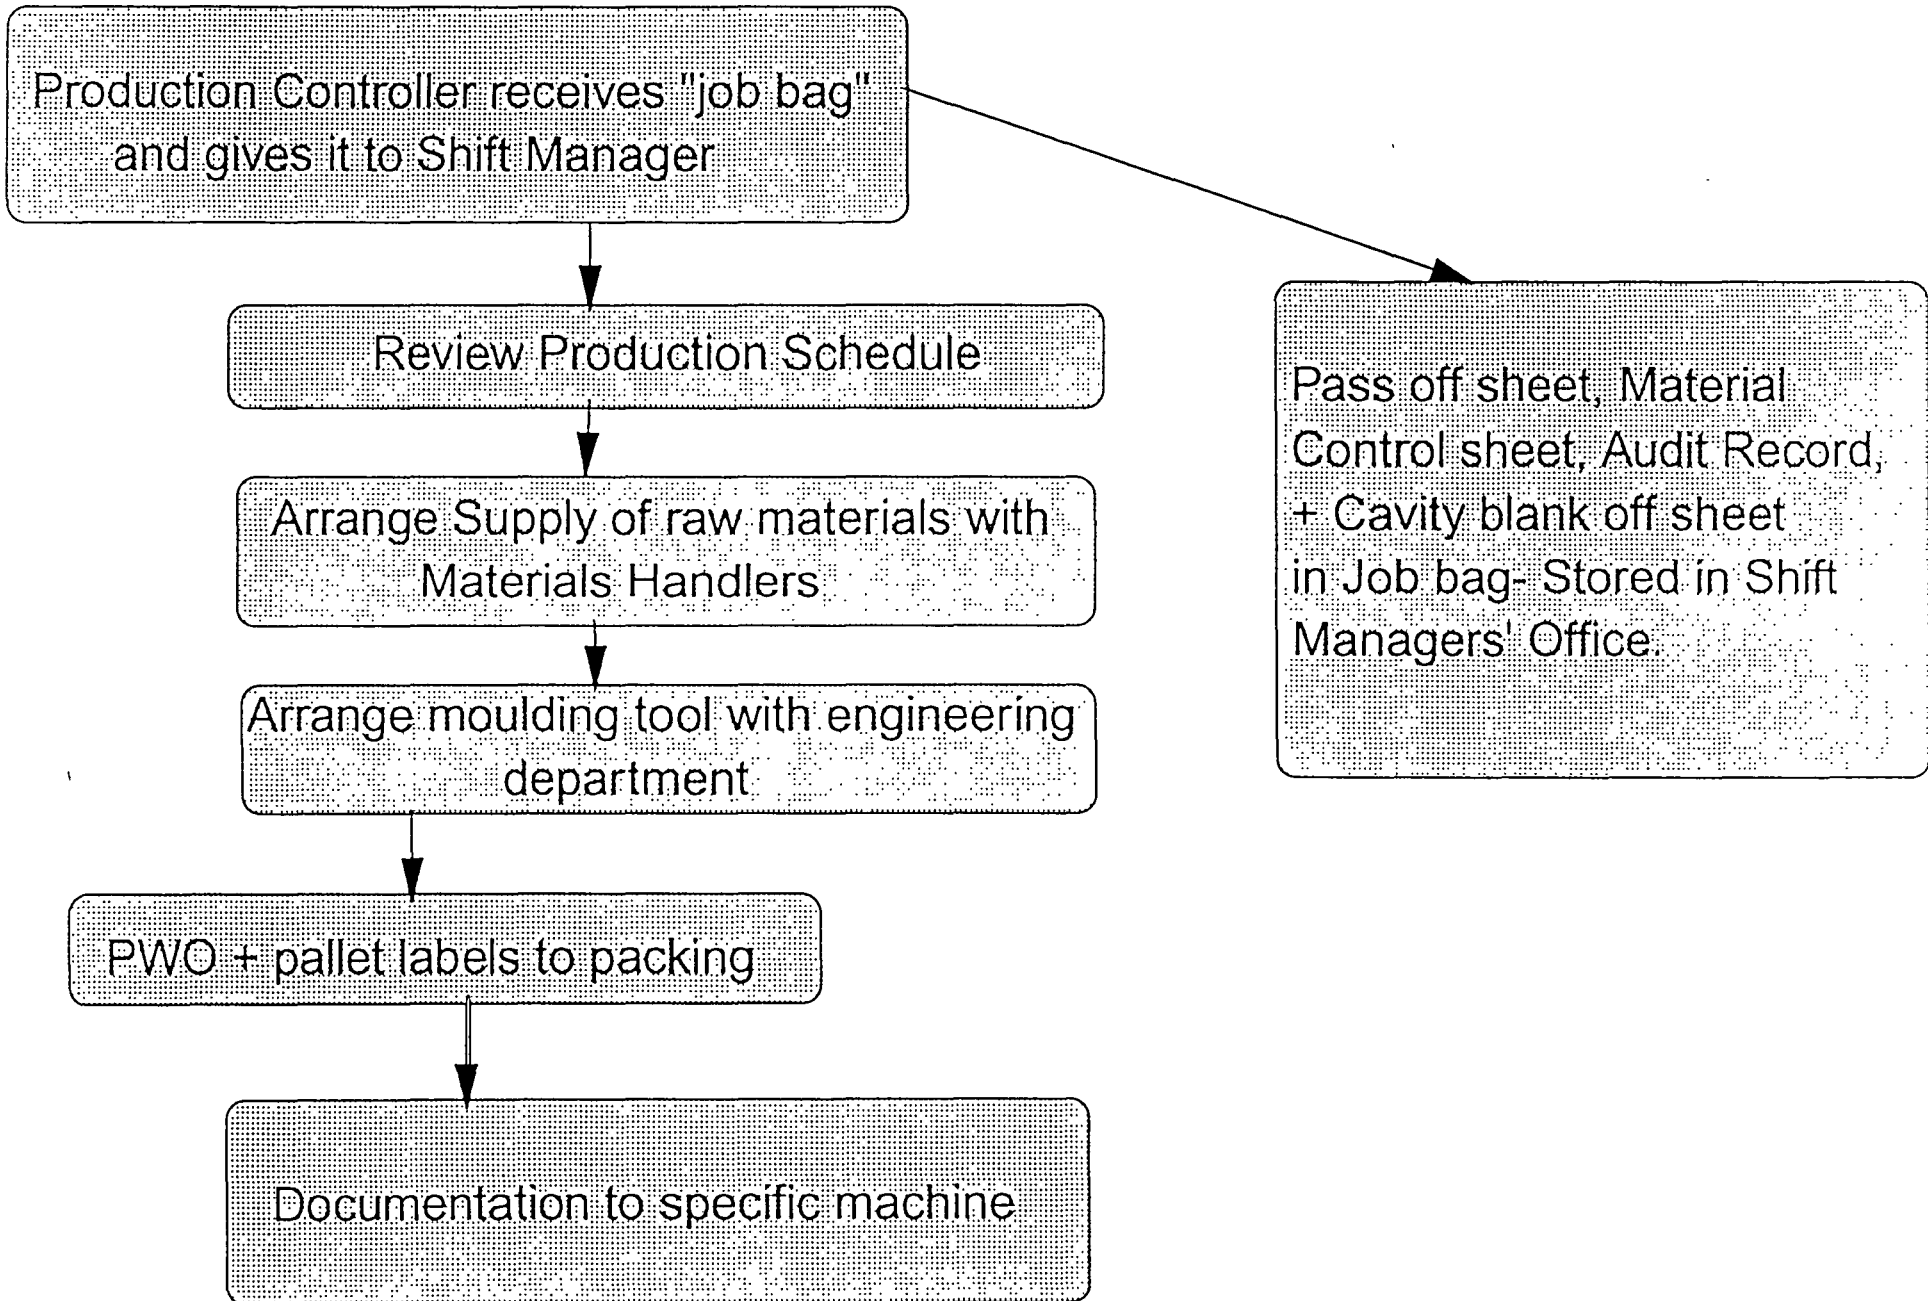 Production Controller receives "job bag"
and gives it to Shift Manager
Review Production Schedule
Arrange Supply of raw materials with
Materials Handlers
Arrange moulding tool with engineering
department
PWO + pallet labels to packing
Documentation to specific machine
Pass off sheet, Material
Control sheet, Audit Record,
+ Cavity blank off sheet
in Job bag- Stored in Shift
Managers' Office.